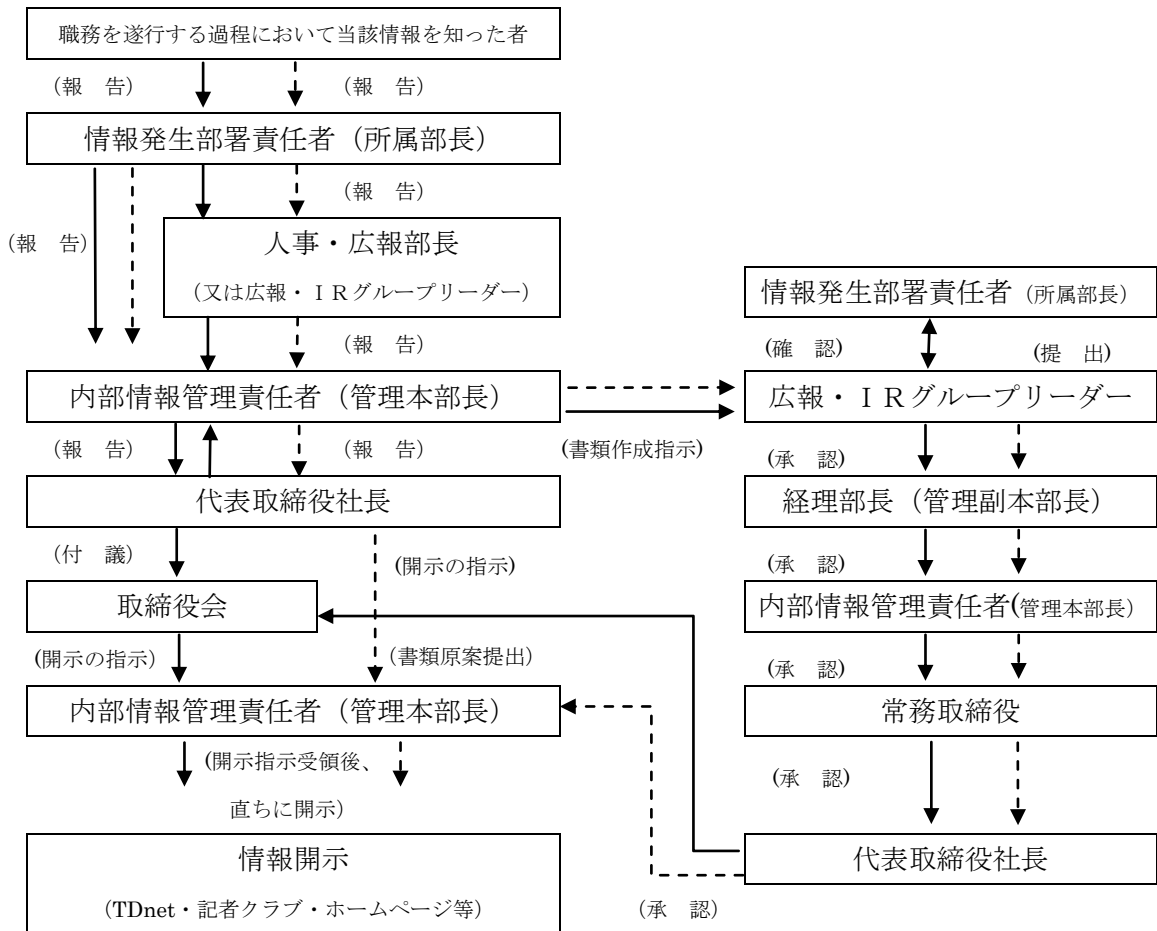 職務を遂行する過程において当該情報を知った者
（報　告）
（報　告）
情報発生部署責任者（所属部長）
（報　告）
（報　告）
人事・広報部長
（又は広報・ＩＲグループリーダー）
（報　告）
内部情報管理責任者（管理本部長）
（報　告）
（報　告）
(書類作成指示)
代表取締役社長
（付　議）
(開示の指示)
取締役会
(開示の指示）
（書類原案提出）
内部情報管理責任者（管理本部長）
(開示指示受領後、
直ちに開示）
情報開示
（TDnet・記者クラブ・ホームページ等）
情報発生部署責任者（所属部長）
(確　認)
(提　出)
広報・ＩＲグループリーダー
(承　認)
経理部長（管理副本部長）
(承　認)
内部情報管理責任者(管理本部長）
(承　認)
常務取締役
(承　認)
代表取締役社長
（承　認）